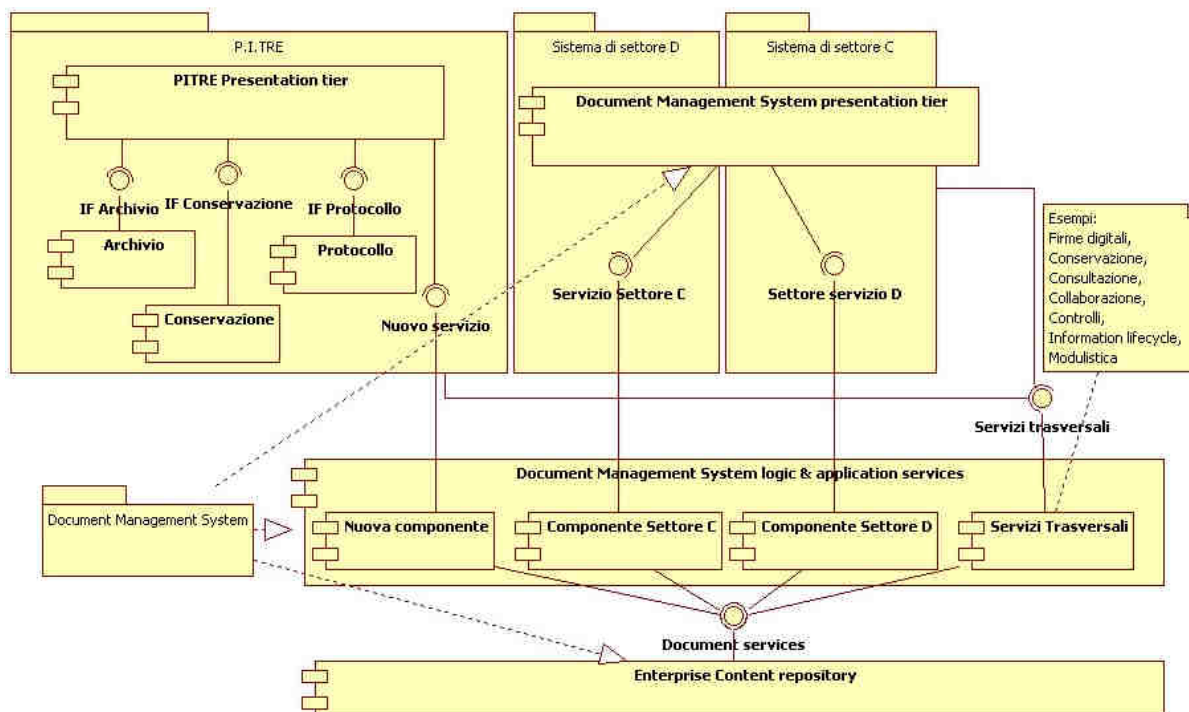 P.I.TRE
Sistema di settore D
Sistema di settore C
PITRE Presentation tier
Document Management System presentation tier
IF Archivio
IF Conservazione
IF Protocollo
Archivio
Protocollo
Conservazione
Nuovo servizio
Servizio Settore C
Settore servizio D
Esempi:
Firme digitali,
Conservazione,
Consultazione,
Collaborazione,
Controlli,
Information lifecycle,
Modulistica
Servizi trasversali
Document Management System logic & application services
Document Management System
Nuova componente
Componente Settore C
Componente Settore D
Servizi Trasversali
Document services
Enterprise Content repository